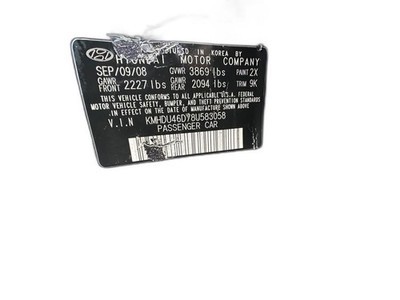 IN KOREA BY
HYUNDAI MOTOR COMPANY
SEP/09/08 GVWR 3869 lbs PAINT 2X
GAWR FRONT 2227 lbs GAWR REAR 2094 lbs TRIM 9K
THIS VEHICLE CONFORMS TO ALL APPLICABLE FEDERAL
MOTOR VEHICLE SAFETY, BUMPER, AND THEFT PREVENTION STANDARDS
IN EFFECT ON THE DATE OF MANUFACTURE
SHOWN ABOVE
V.I.N KMHDU46D78U583058
PASSENGER CAR